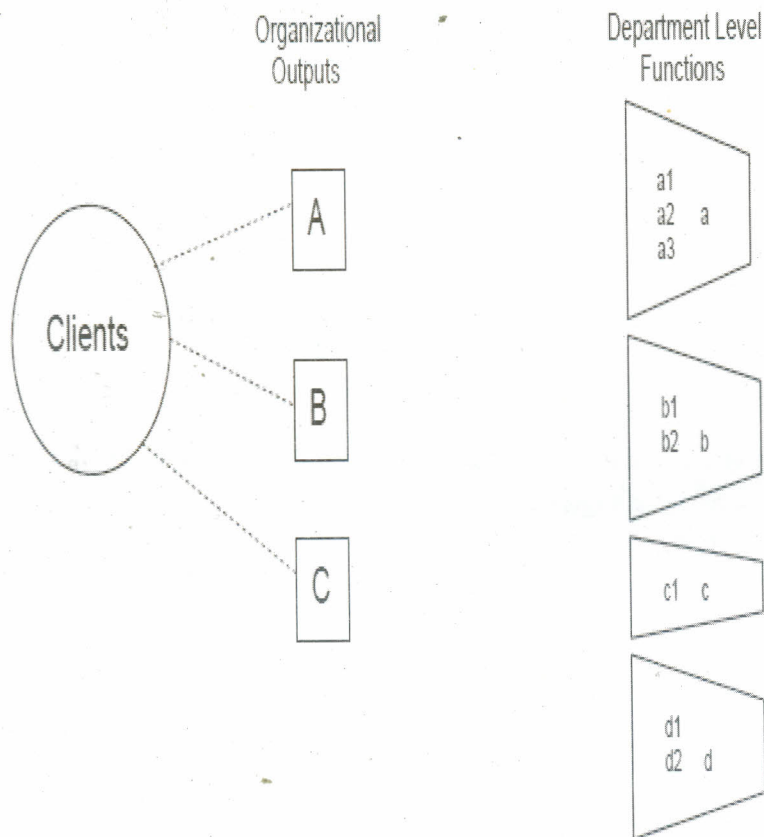 Organizational
Outputs
Department Level
Functions
Clients
A
B
C
a1
a2 a
a3
b1
b2 b
c1 c
d1
d2 d